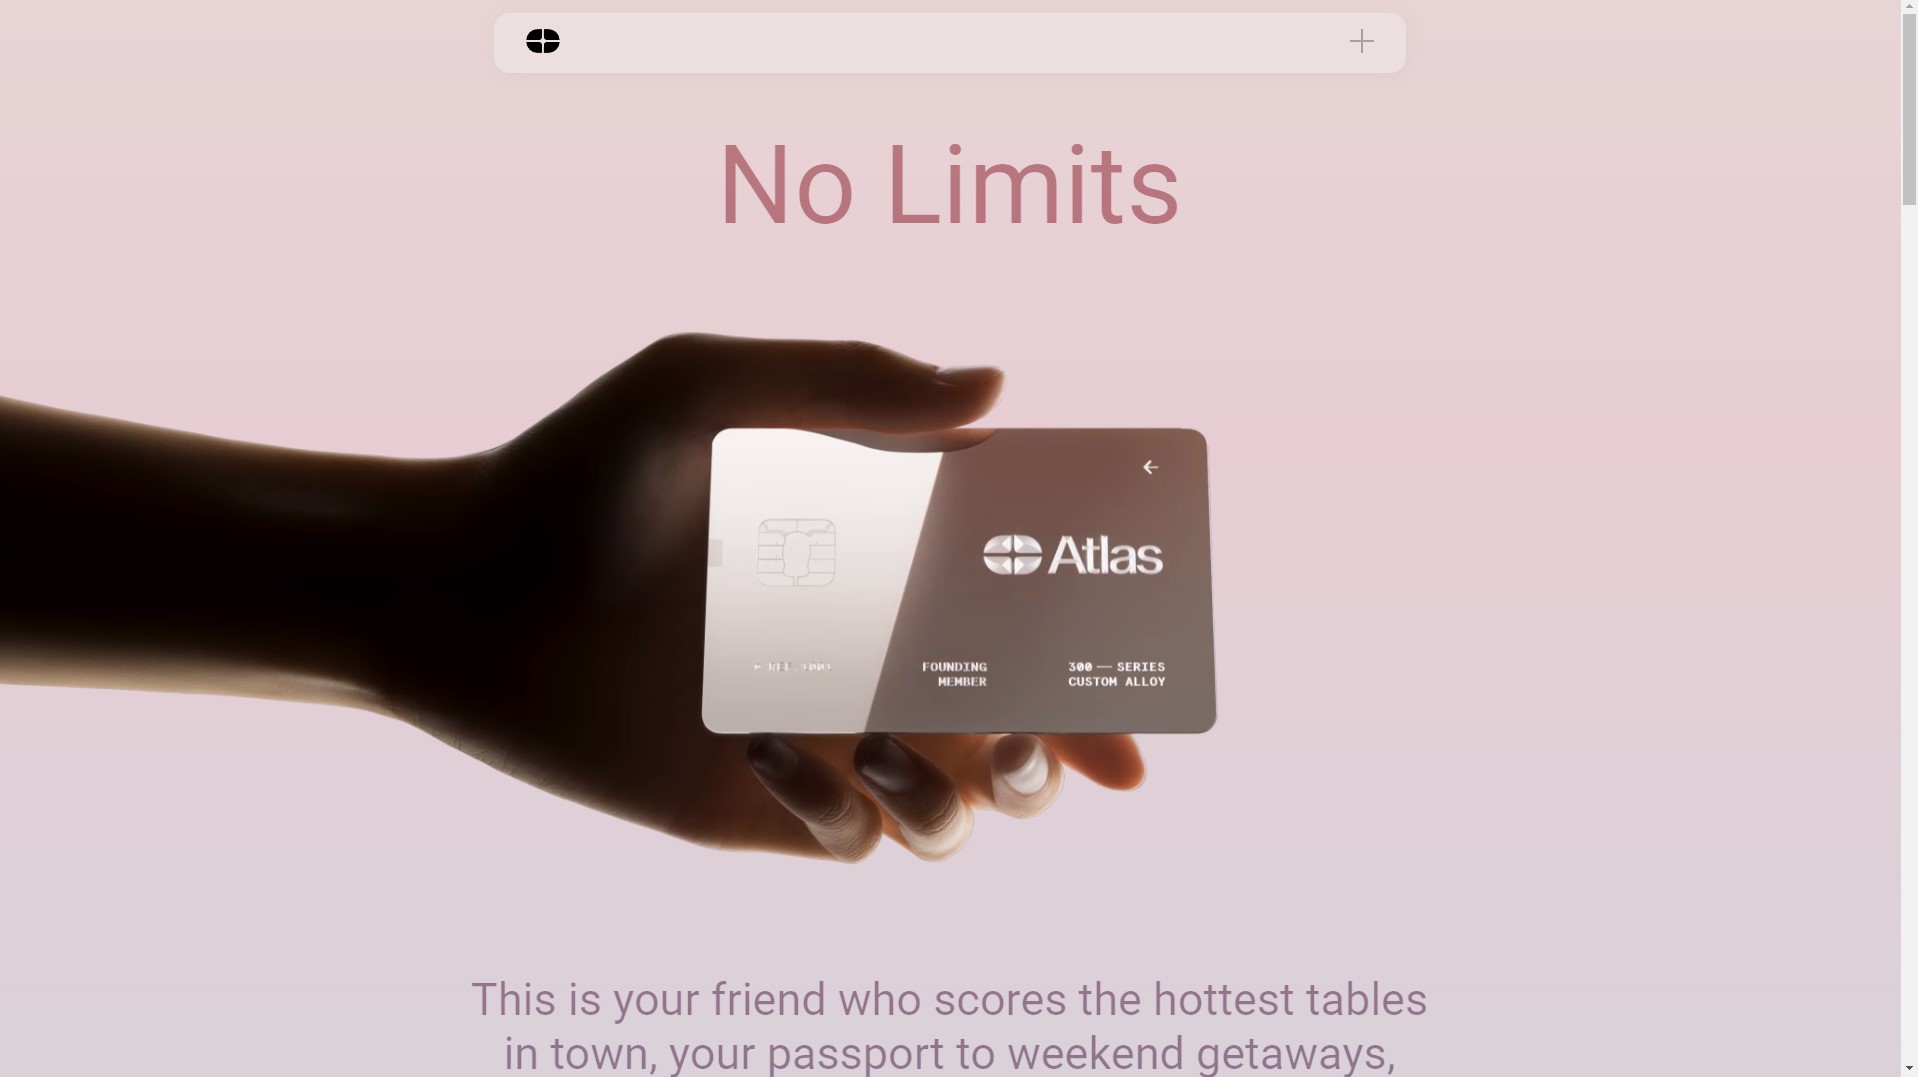 No Limits
Atlas
FOUNDING
MEMBER
300 — SERIES
CUSTOM ALLOY
This is your friend who scores the hottest tables
in town, your passport to weekend getaways,